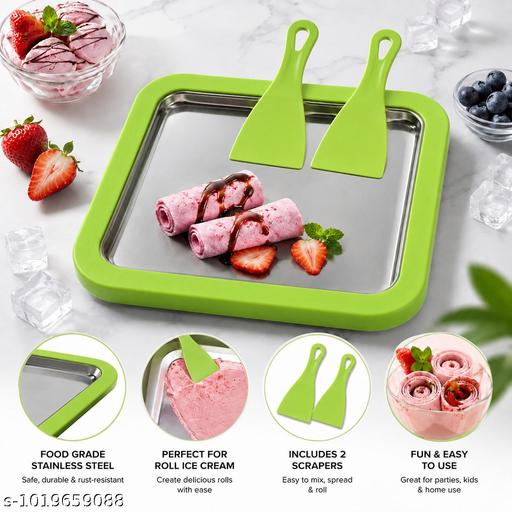 FOOD GRADE
STAINLESS STEEL
Safe, durable & rust-resistant
PERFECT FOR
ROLL ICE CREAM
Create delicious rolls
with ease
INCLUDES 2
SCRAPERS
Easy to mix, spread
& roll
FUN & EASY
TO USE
Great for parties, kids
& home use
s-1019659088